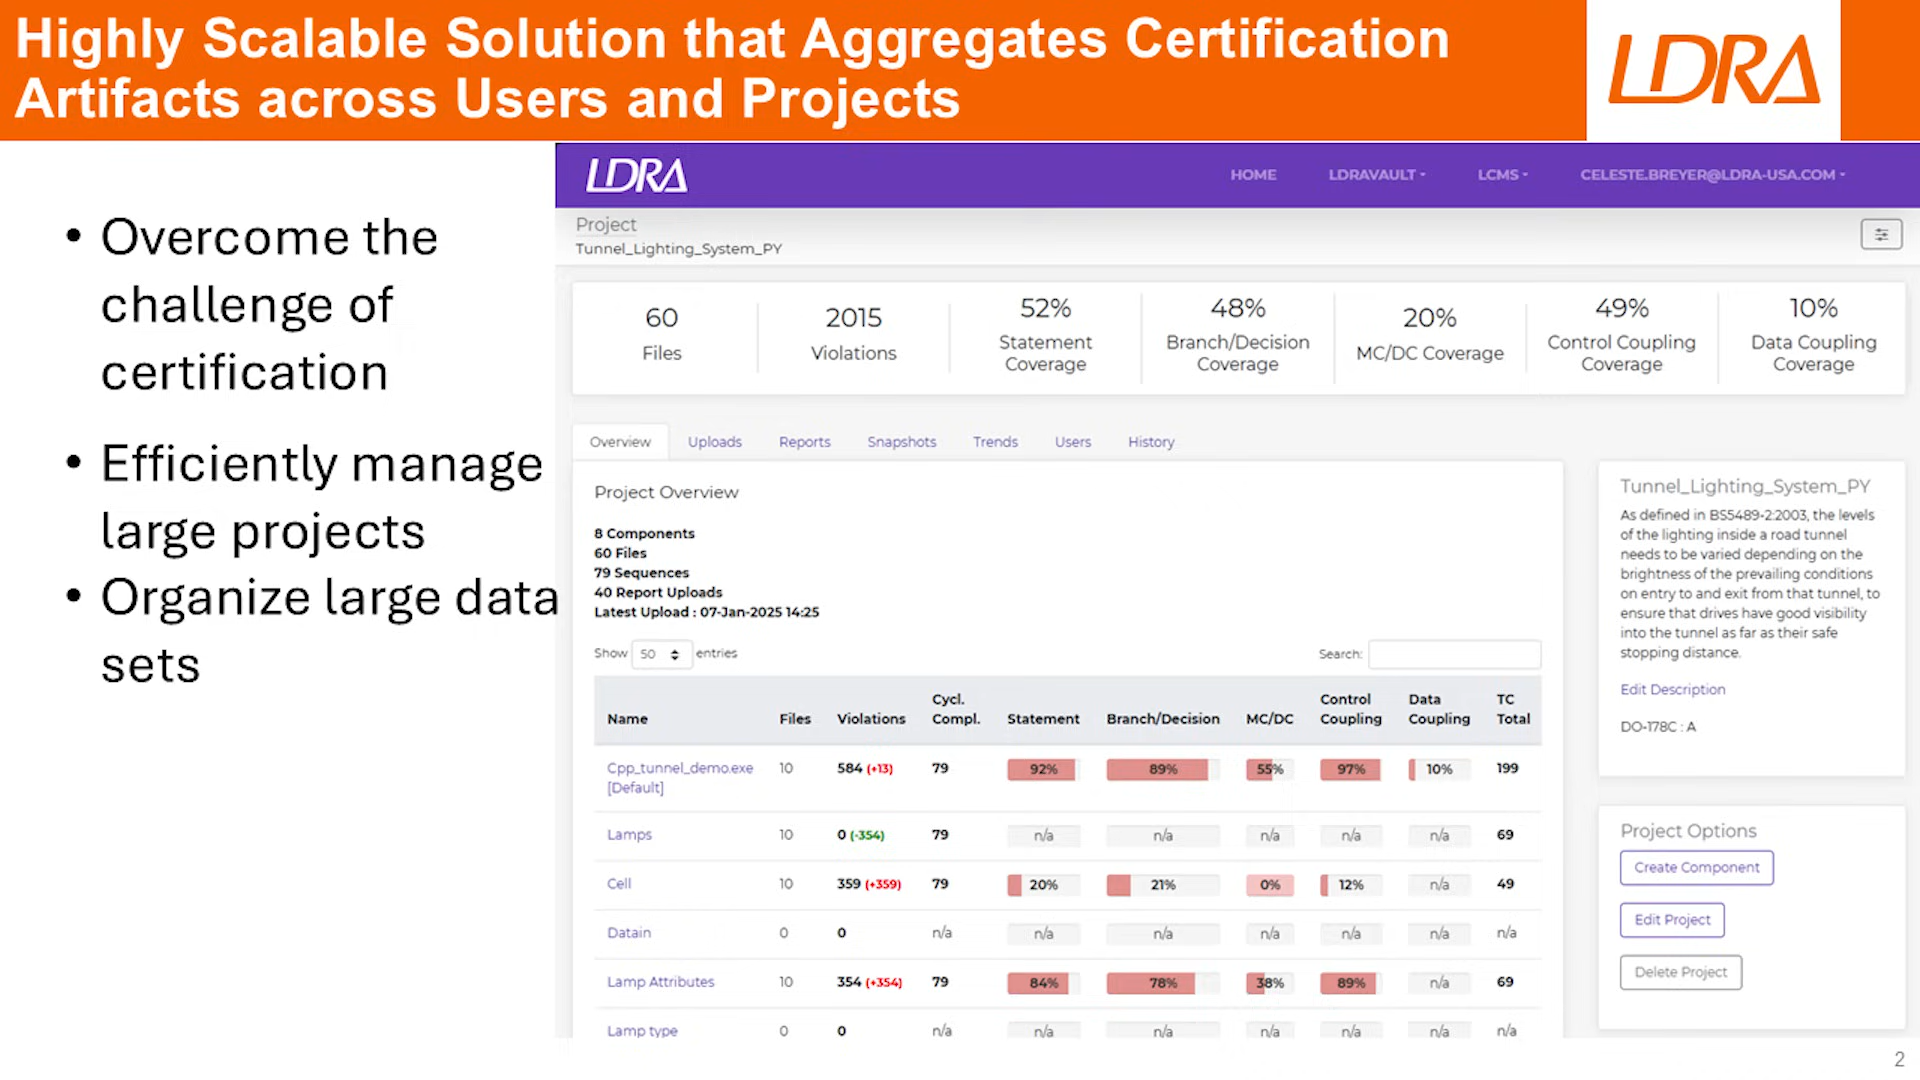 Highly Scalable Solution that Aggregates Certification
Artifacts across Users and Projects
LDRA
• Overcome the
challenge of
certification
• Efficiently manage
large projects
• Organize large data
sets
LDRA
HOME
LDRAVAULT
LCMS
CELESTE.BREYER@LDRA-USA.COM
Project
Tunnel_Lighting_System_PY
60
Files
2015
Violations
52%
Statement
Coverage
48%
Branch/Decision
Coverage
20%
MC/DC Coverage
49%
Control Coupling
Coverage
10%
Data Coupling
Coverage
Overview Uploads Reports Snapshots Trends Users History
Project Overview
8 Components
60 Files
79 Sequences
40 Report Uploads
Latest Upload : 07-Jan-2025 14:25
Show 50 entries
Search:
Name Files Violations Cycl. Compl. Statement Branch/Decision MC/DC Control Coupling Data Coupling TC Total
Cpp_tunnel_demo.exe [Default] 10 584 (+13) 79 92% 89% 55% 97% 10% 199
Lamps 10 0 (-354) 79 n/a n/a n/a n/a n/a 69
Cell 10 359 (+359) 79 20% 21% 0% 12% n/a 49
Datain 0 0 n/a n/a n/a n/a n/a n/a n/a
Lamp Attributes 10 354 (+354) 79 84% 78% 38% 89% n/a 69
Lamp type 0 0 n/a n/a n/a n/a n/a n/a n/a
Tunnel_Lighting_System_PY
As defined in BS5489-2:2003, the levels
of the lighting inside a road tunnel
needs to be varied depending on the
brightness of the prevailing conditions
on entry to and exit from that tunnel, to
ensure that drives have good visibility
into the tunnel as far as their safe
stopping distance.
Edit Description
DO-178C : A
Project Options
Create Component
Edit Project
Delete Project
2